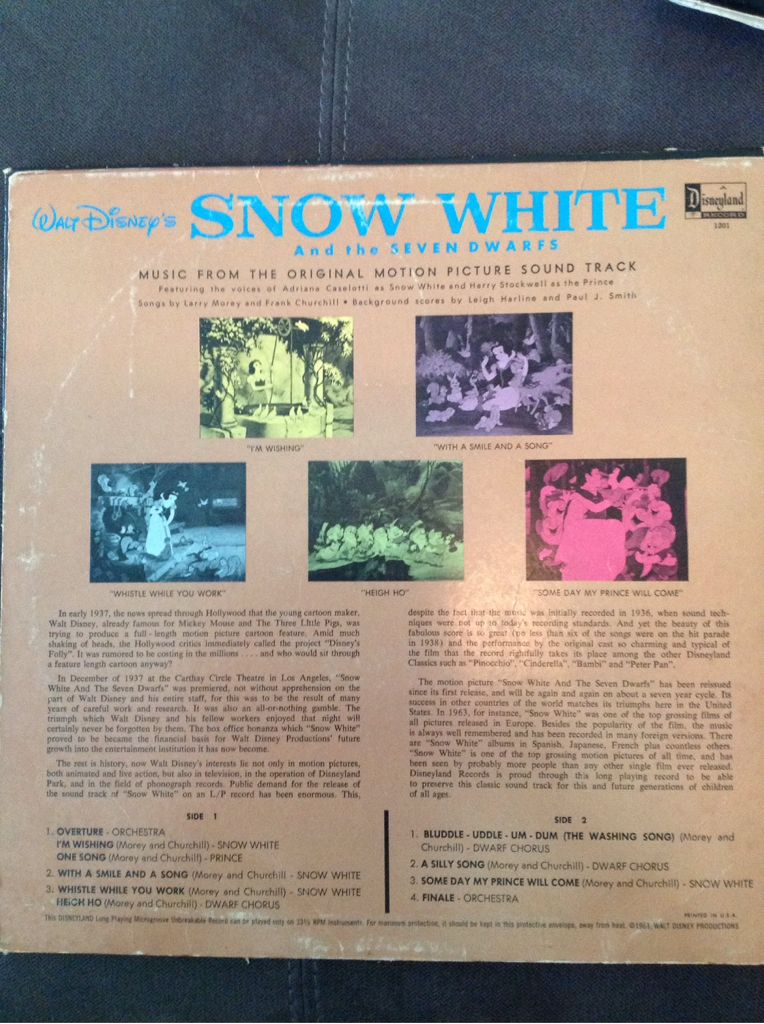 WALT DISNEY'S SNOW WHITE
Disneyland
RECORD
1201
And the SEVEN DWARFS
MUSIC FROM THE ORIGINAL MOTION PICTURE SOUND TRACK
Featuring the voices of Adriana Caselotti as Snow White and Harry Stockwell as the Prince
Songs by Larry Morey and Frank Churchill • Background scores by Leigh Harline and Paul J. Smith
"I'M WISHING"
"WITH A SMILE AND A SONG"
"WHISTLE WHILE YOU WORK"
"HEIGH HO"
"SOME DAY MY PRINCE WILL COME"
In early 1937, the news spread through Hollywood that the young cartoon maker,
Walt Disney, already famous for Mickey Mouse and The Three Little Pigs, was
trying to produce a full-length motion picture cartoon feature. Amid much
shaking of heads, the Hollywood critics immediately called the project "Disney's
Folly". It was rumored to be costing in the millions .... and who would sit through
a feature length cartoon anyway?
In December of 1937 at the Carthay Circle Theatre in Los Angeles, "Snow
White And The Seven Dwarfs" was premiered, not without apprehension on the
part of Walt Disney and his entire staff, for this was to be the result of many
years of careful work and research. It was also an all-or-nothing gamble. The
triumph which Walt Disney and his fellow workers enjoyed that night will
certainly never be forgotten by them. The box office bonanza which "Snow White"
proved to be became the financial basis for Walt Disney Productions' future
growth into the entertainment institution it has now become.
The rest is history, now Walt Disney's interests lie not only in motion pictures,
both animated and live action, but also in television, in the operation of Disneyland
Park, and in the field of phonograph records. Public demand for the release of
the sound track of "Snow White" on an L/P record has been enormous. This,
despite the fact that the music was initially recorded in 1936, when sound tech-
niques were not up to today's recording standards. And yet the beauty of this
fabulous score is so great (no less than six of the songs were on the hit parade
in 1938) and the performance by the original cast so charming and typical of
the film that the record rightfully takes its place among the other Disneyland
Classics such as "Pinocchio", "Cinderella", "Bambi" and "Peter Pan".
The motion picture "Snow White And The Seven Dwarfs" has been reissued
since its first release, and will be again and again on about a seven year cycle. Its
success in other countries of the world matches its triumphs here in the United
States. In 1963, for instance, "Snow White" was one of the top grossing films of
all pictures released in Europe. Besides the popularity of the film, the music
is always well remembered and has been recorded in many foreign versions. There
are "Snow White" albums in Spanish, Japanese, French plus countless others.
"Snow White" is one of the top grossing motion pictures of all time, and has
been seen by probably more people than any other single film ever released.
Disneyland Records is proud through this long playing record to be able
to preserve this classic sound track for this and future generations of children
of all ages.
SIDE 1
1. OVERTURE - ORCHESTRA
I'M WISHING (Morey and Churchill) - SNOW WHITE
ONE SONG (Morey and Churchill) - PRINCE
2. WITH A SMILE AND A SONG (Morey and Churchill - SNOW WHITE
3. WHISTLE WHILE YOU WORK (Morey and Churchill) - SNOW WHITE
HEIGH HO (Morey and Churchill) - DWARF CHORUS
SIDE 2
1. BLUDDLE - UDDLE - UM - DUM (THE WASHING SONG) (Morey and
Churchill) - DWARF CHORUS
2. A SILLY SONG (Morey and Churchill) - DWARF CHORUS
3. SOME DAY MY PRINCE WILL COME (Morey and Churchill) - SNOW WHITE
4. FINALE - ORCHESTRA
PRINTED IN U.S.A.
This DISNEYLAND Long Playing Microgroove Unbreakable Record can be played only on 33⅓ RPM instruments. For maximum protection, it should be kept in this protective envelope, away from heat. ©1963, WALT DISNEY PRODUCTIONS